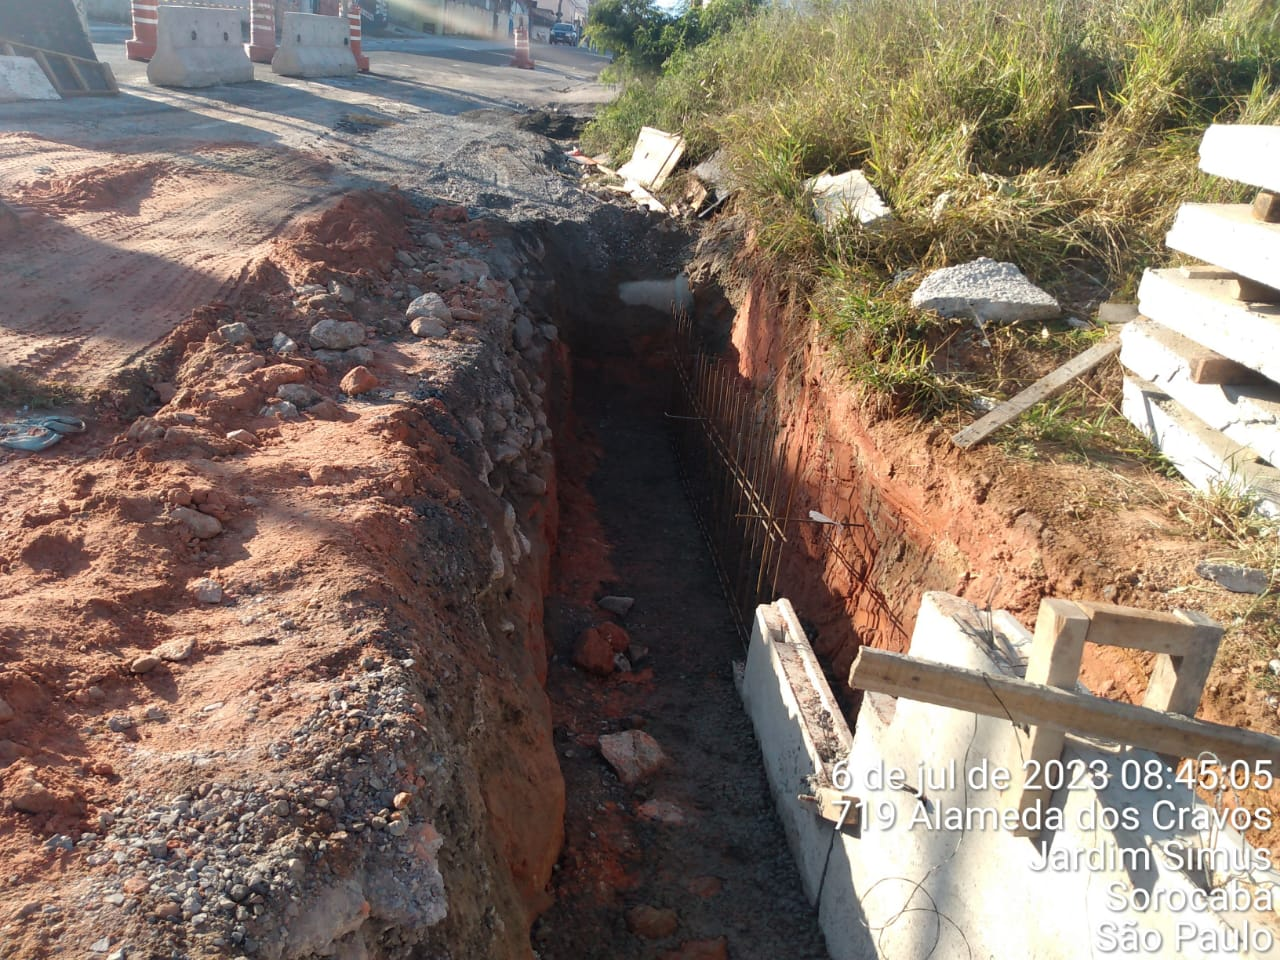 6 de jul de 2023 08:45:05
719 Alameda dos Cravos
Jardim Simus
Sorocaba
São Paulo